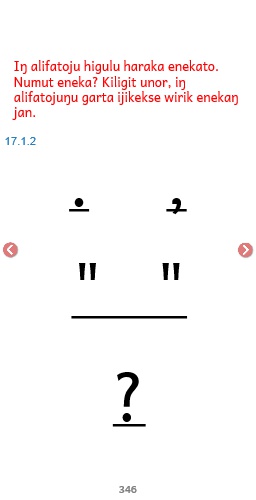 Iŋ alifatoju higulu haraka enekato.
Numut eneka? Kiligit unor, iŋ
alifatojuŋu garta ijikekse wirik enekaŋ
jan.
17.1.2
. ,
" "
?
346